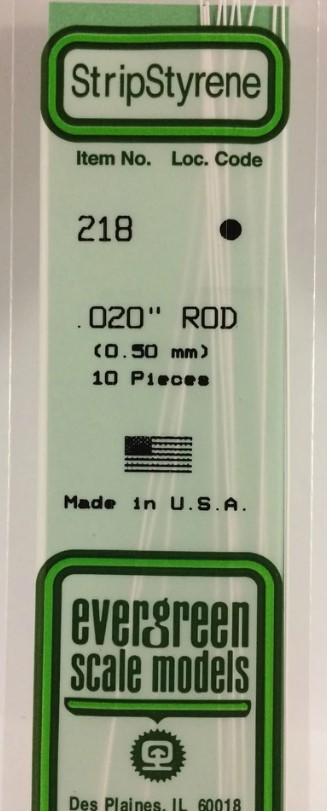 StripStyrene
Item No. Loc. Code
218 ●
.020" ROD
(0.50 mm)
10 Pieces
Made in U.S.A.
evergreen
scale models
Des Plaines, IL 60018